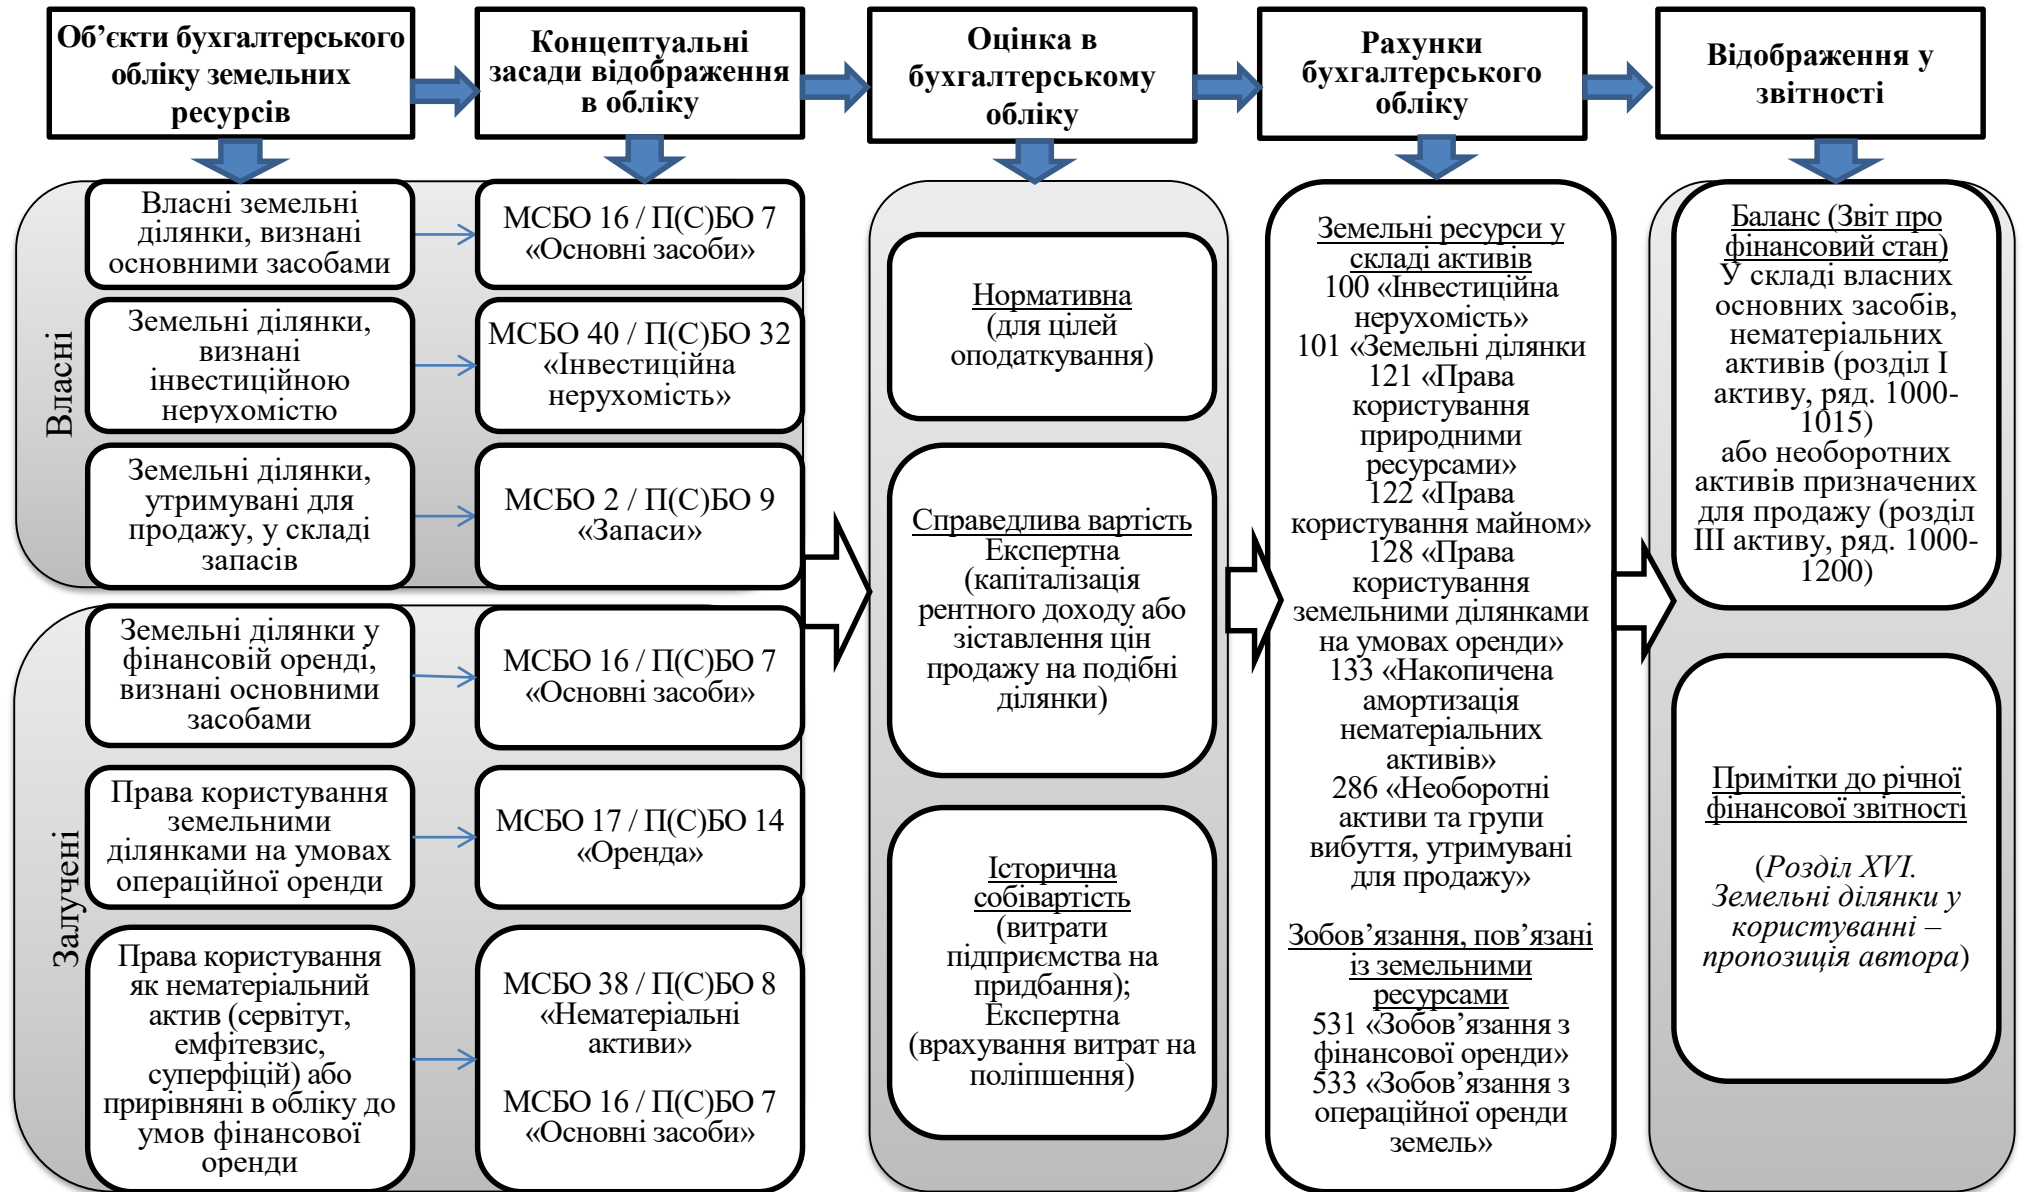 Об’єкти бухгалтерського
обліку земельних
ресурсів
Концептуальні
засади відображення
в обліку
Оцінка в
бухгалтерському
обліку
Рахунки
бухгалтерського
обліку
Відображення у
звітності
Власні
Власні земельні
ділянки, визнані
основними засобами
МСБО 16 / П(С)БО 7
«Основні засоби»
Земельні ділянки,
визнані
інвестиційною
нерухомістю
МСБО 40 / П(С)БО 32
«Інвестиційна
нерухомість»
Земельні ділянки,
утримувані для
продажу, у складі
запасів
МСБО 2 / П(С)БО 9
«Запаси»
Залучені
Земельні ділянки у
фінансовій оренді,
визнані основними
засобами
МСБО 16 / П(С)БО 7
«Основні засоби»
Права користування
земельними
ділянками на умовах
операційної оренди
МСБО 17 / П(С)БО 14
«Оренда»
Права користування
як нематеріальний
актив (сервітут,
емфітевзис,
суперфіцій) або
прирівняні в обліку до
умов фінансової
оренди
МСБО 38 / П(С)БО 8
«Нематеріальні
активи»
МСБО 16 / П(С)БО 7
«Основні засоби»
Нормативна
(для цілей
оподаткування)
Справедлива вартість
Експертна
(капіталізація
рентного доходу або
зіставлення цін
продажу на подібні
ділянки)
Історична
собівартість
(витрати
підприємства на
придбання);
Експертна
(врахування витрат на
поліпшення)
Земельні ресурси у
складі активів
100 «Інвестиційна
нерухомість»
101 «Земельні ділянки
121 «Права
користування
природними
ресурсами»
122 «Права
користування майном»
128 «Права
користування
земельними ділянками
на умовах оренди»
133 «Накопичена
амортизація
нематеріальних
активів»
286 «Необоротні
активи та групи
вибуття, утримувані
для продажу»
Зобов’язання, пов’язані
із земельними
ресурсами
531 «Зобов’язання з
фінансової оренди»
533 «Зобов’язання з
операційної оренди
земель»
Баланс (Звіт про
фінансовий стан)
У складі власних
основних засобів,
нематеріальних
активів (розділ І
активу, ряд. 1000-
1015)
або необоротних
активів призначених
для продажу (розділ
ІІІ активу, ряд. 1000-
1200)
Примітки до річної
фінансової звітності
(Розділ XVI.
Земельні ділянки у
користуванні –
пропозиція автора)